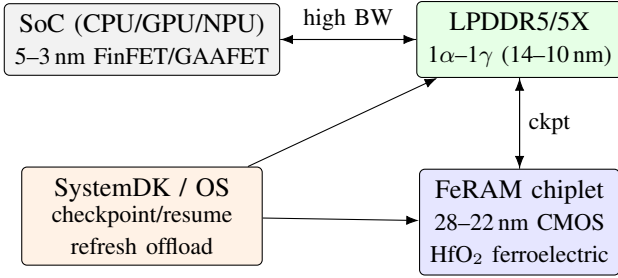 SoC (CPU/GPU/NPU)
5–3 nm FinFET/GAAFET
high BW
LPDDR5/5X
1α–1γ (14–10 nm)
ckpt
SystemDK / OS
checkpoint/resume
refresh offload
FeRAM chiplet
28–22 nm CMOS
HfO₂ ferroelectric